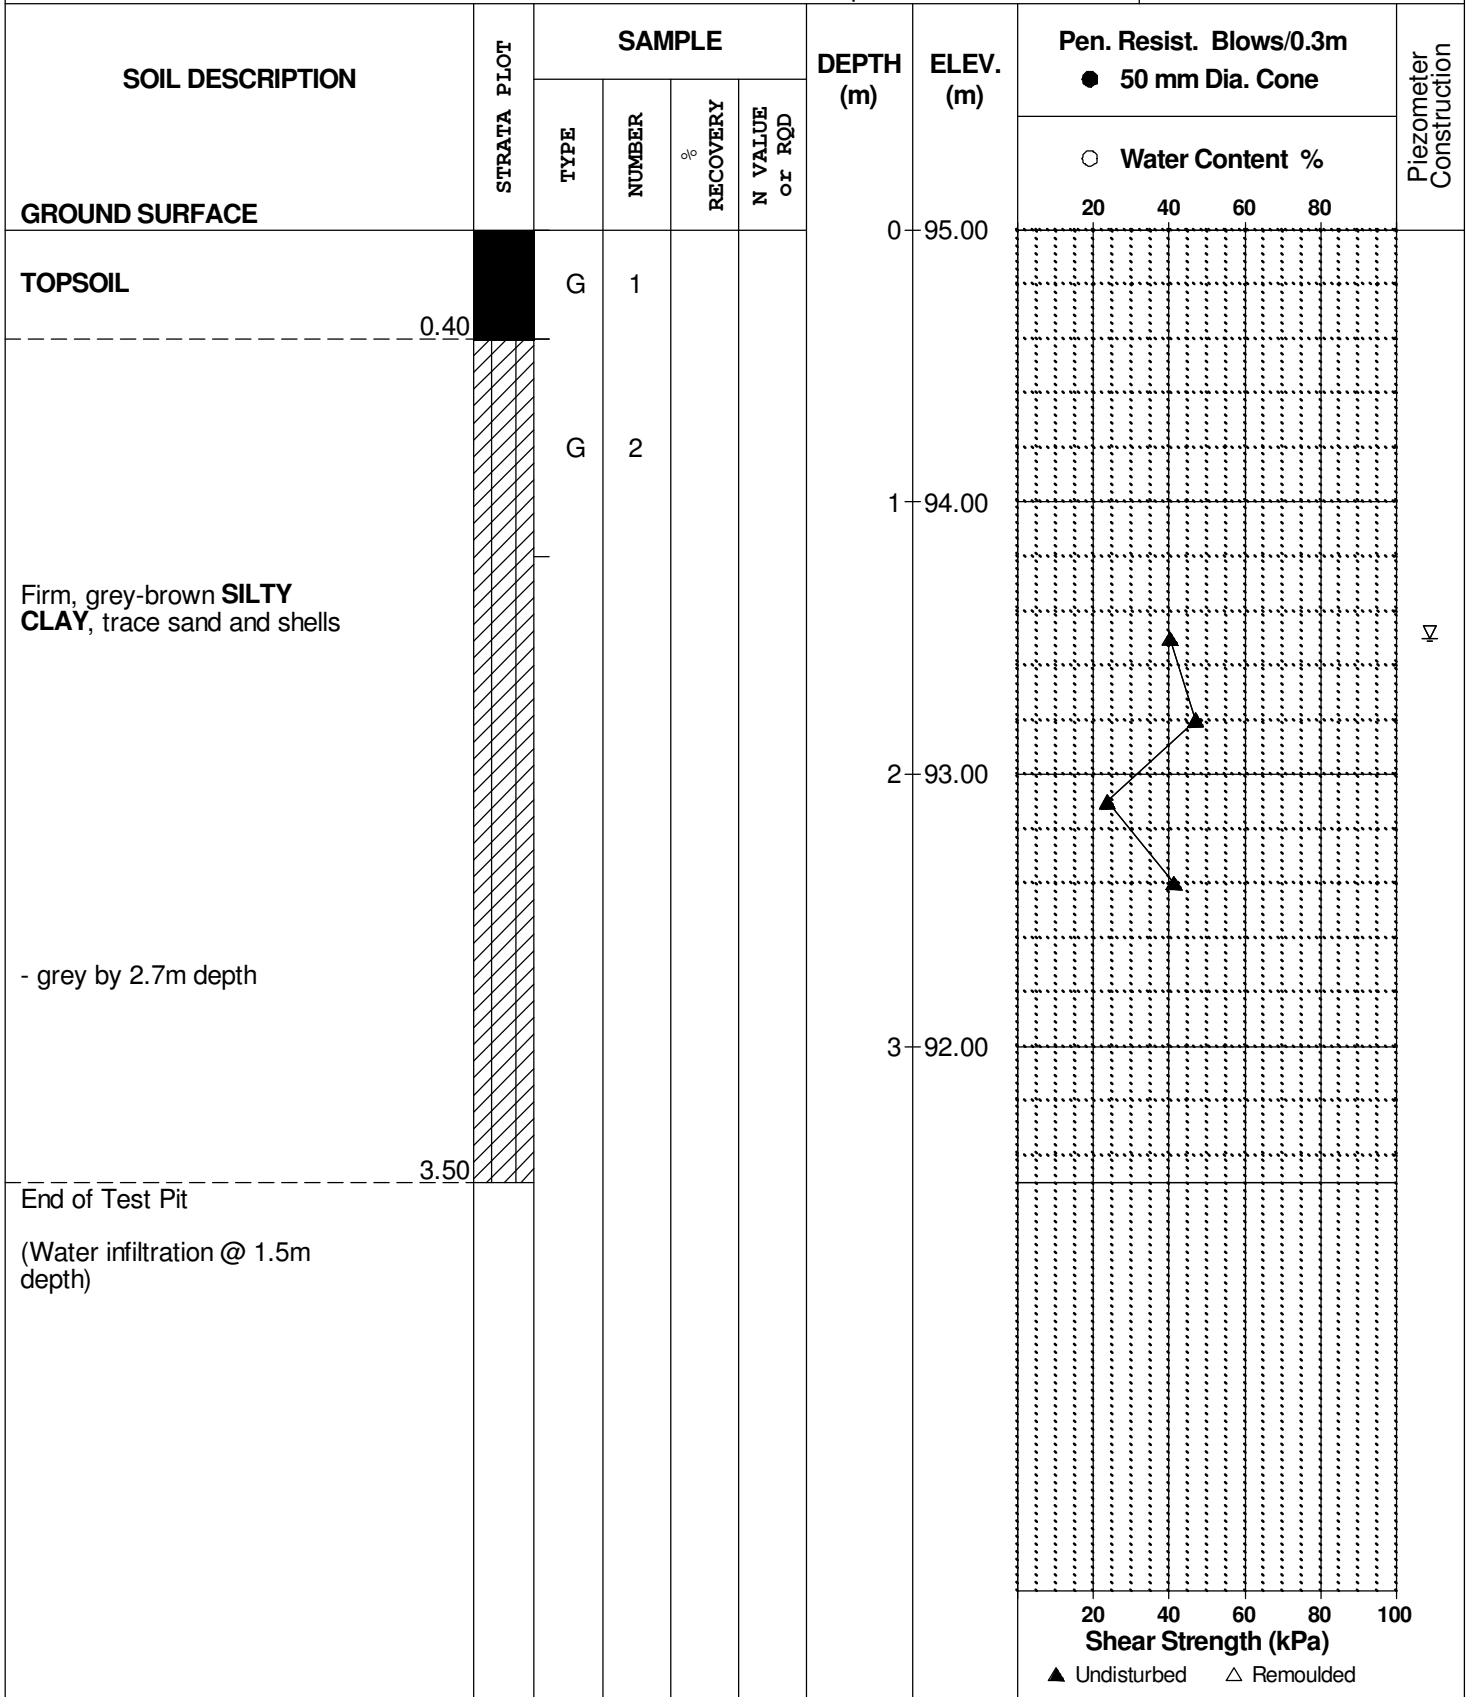 SOIL DESCRIPTION
GROUND SURFACE
STRATA PLOT
SAMPLE
TYPE
NUMBER
%
RECOVERY
N VALUE
or RQD
DEPTH
(m)
ELEV.
(m)
Pen. Resist. Blows/0.3m
● 50 mm Dia. Cone
○ Water Content %
20 40 60 80
Piezometer
Construction
0 95.00
TOPSOIL
G 1
0.40
G 2
1 94.00
Firm, grey-brown SILTY
CLAY, trace sand and shells
2 93.00
- grey by 2.7m depth
3 92.00
3.50
End of Test Pit
(Water infiltration @ 1.5m
depth)
20 40 60 80 100
Shear Strength (kPa)
▲ Undisturbed △ Remoulded